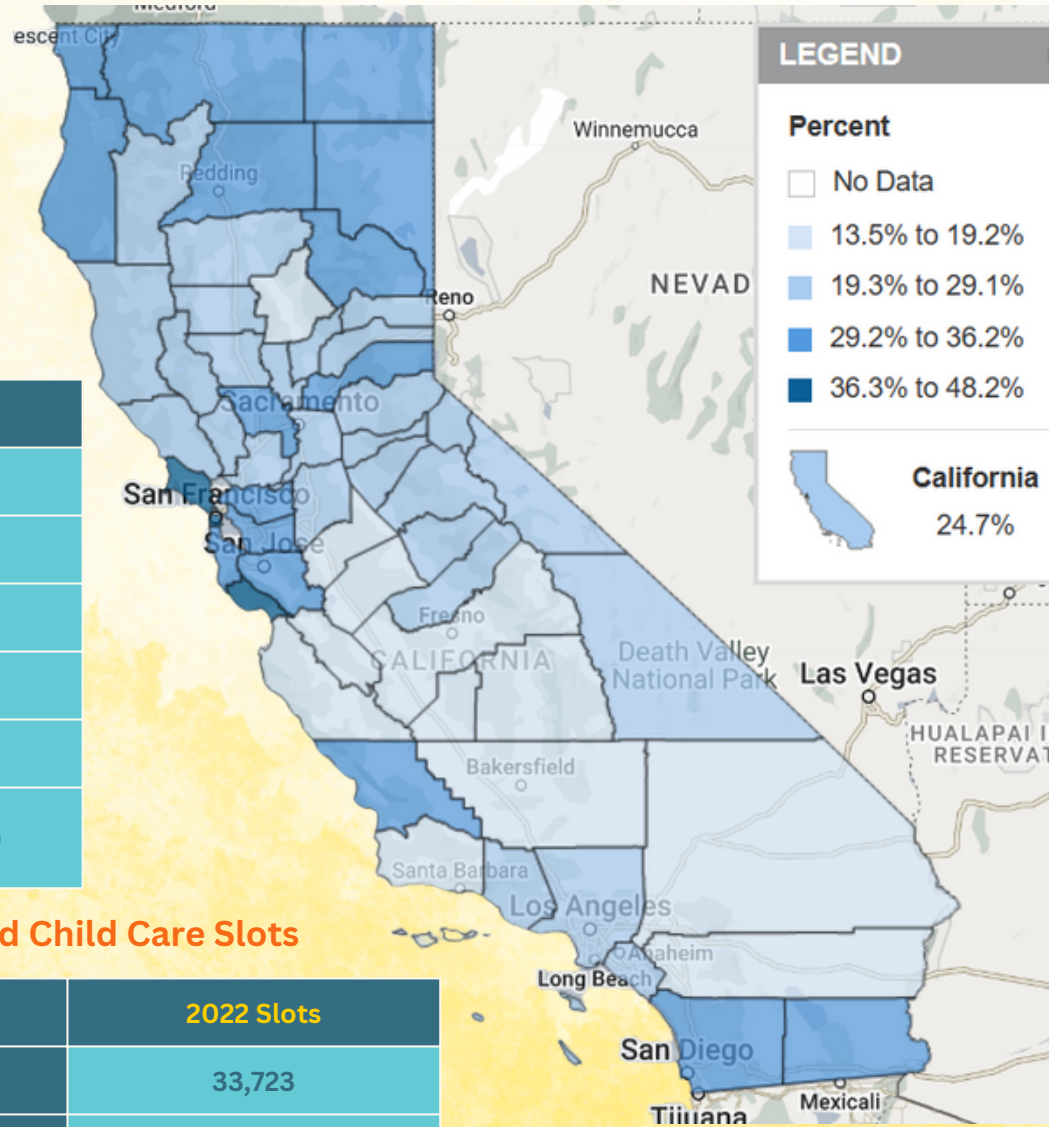 Medford
escent City
LEGEND
Percent
No Data
13.5% to 19.2%
19.3% to 29.1%
29.2% to 36.2%
36.3% to 48.2%
California
24.7%
Winnemucca
Redding
NEVAD
Reno
Sacramento
San Francisco
San Jose
Fresno
CALIFORNIA
Death Valley
National Park
Las Vegas
HUALAPAI I
RESERVAT
Bakersfield
Santa Barbara
Los Angeles
Anaheim
Long Beach
San Diego
Mexicali
Tijuana
d Child Care Slots
2022 Slots
33,723